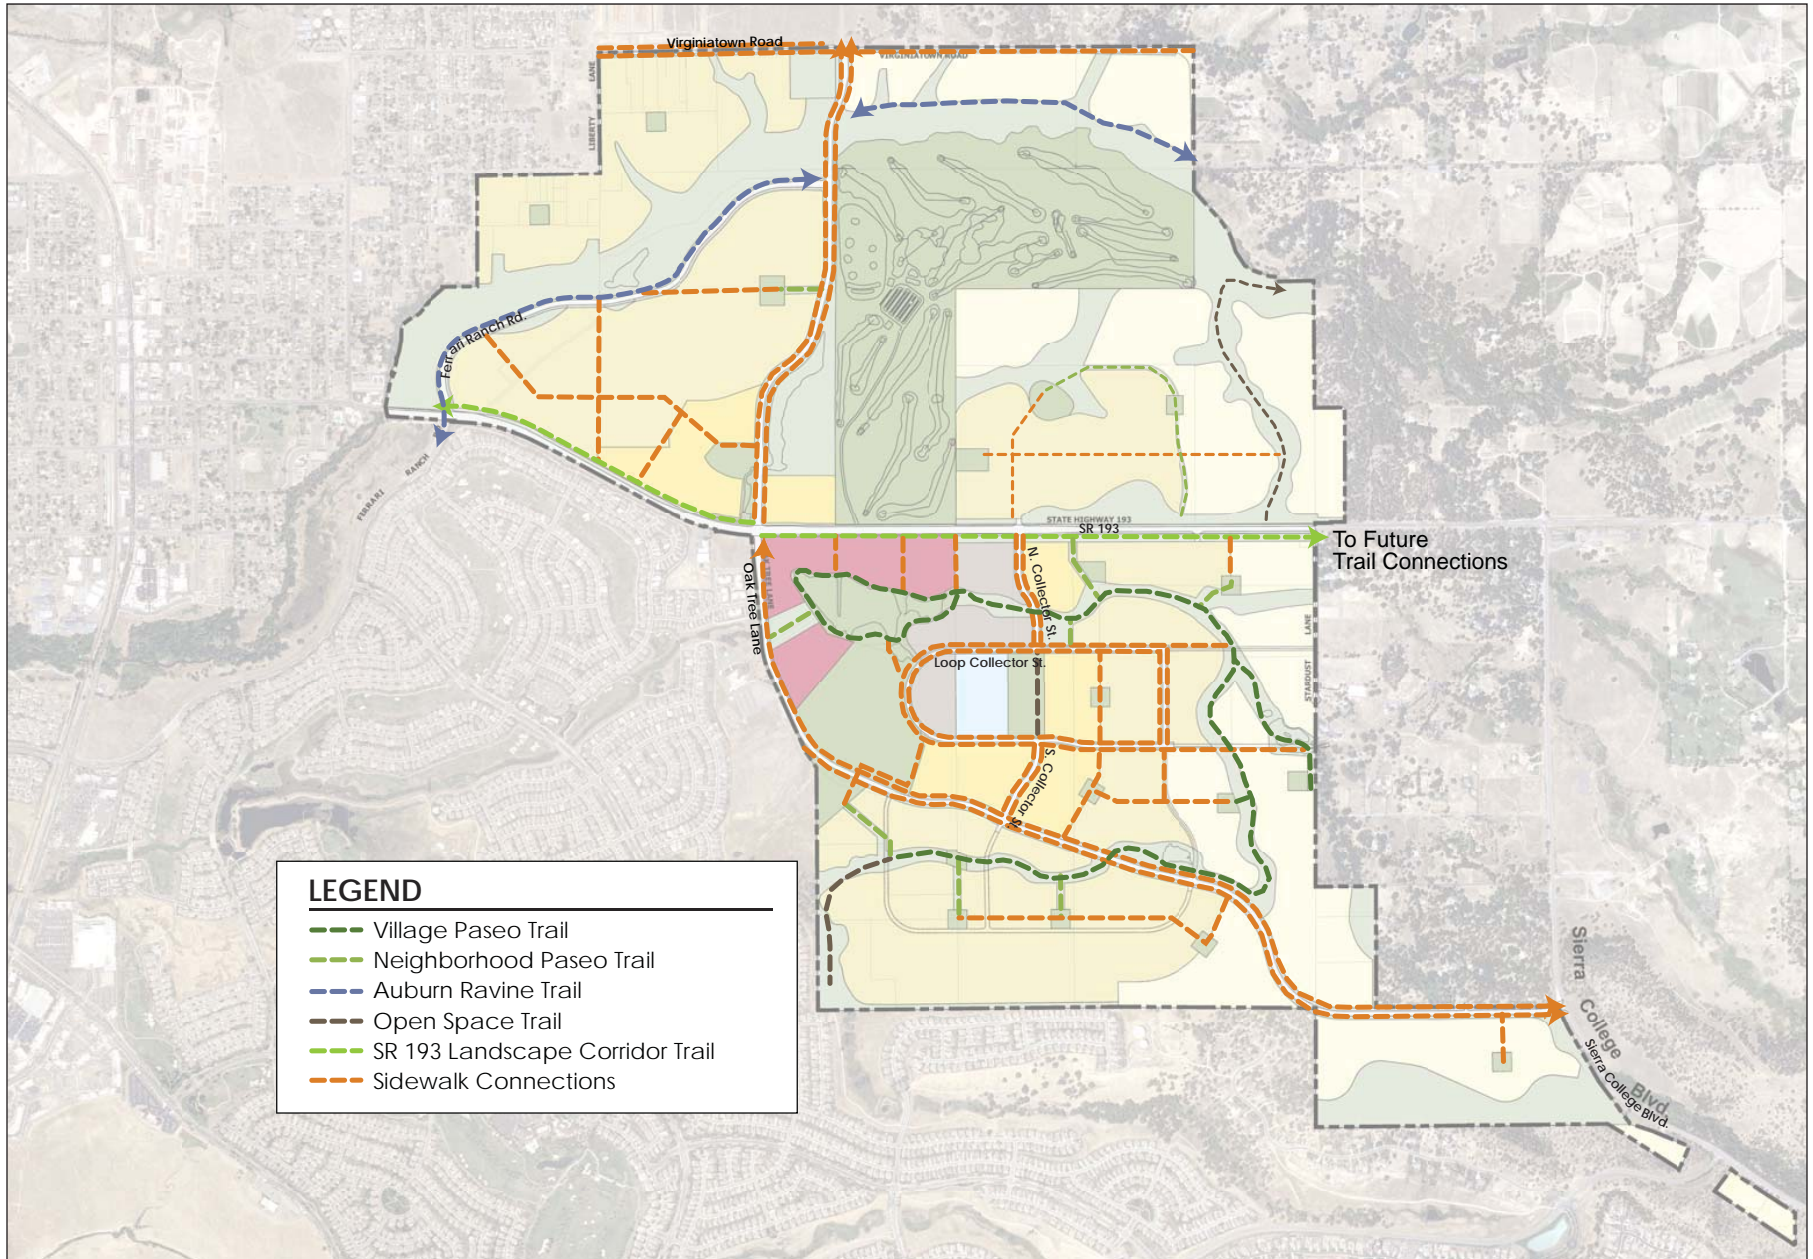 Virginiatown Road
VIRGINIATOWN ROAD
LIBERTY
LANE
Ferrari Ranch Rd.
FERRARI
RANCH
STATE HIGHWAY 193
SR 193
To Future
Trail Connections
N. Collector St.
Oak Tree Lane
TREE LANE
Loop Collector St.
STARDUST
LANE
S. Collector St.
LEGEND
Village Paseo Trail
Neighborhood Paseo Trail
Auburn Ravine Trail
Open Space Trail
SR 193 Landscape Corridor Trail
Sidewalk Connections
Sierra College Blvd.
Sierra College Blvd.